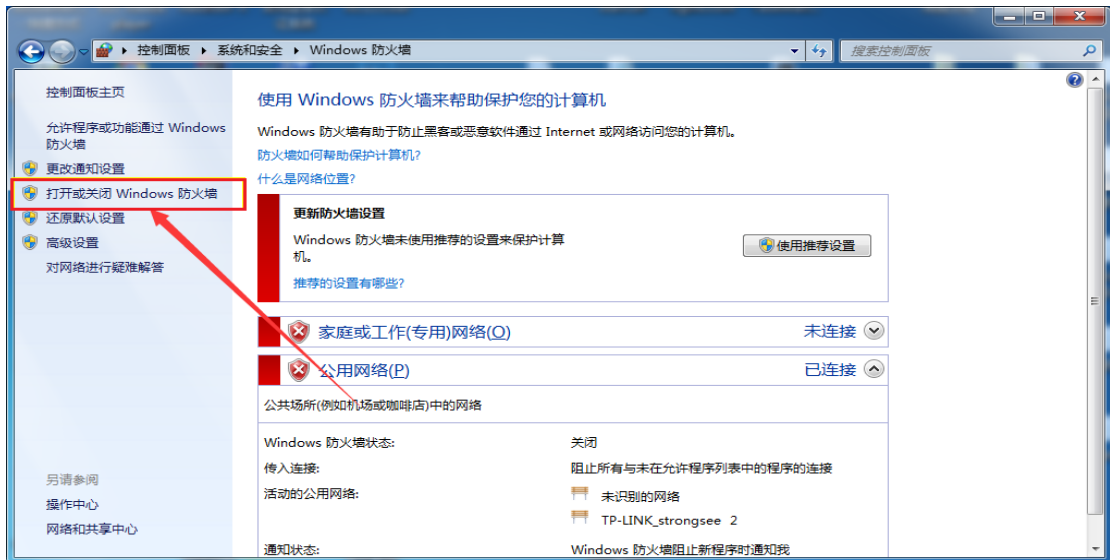 控制面板 系统和安全 Windows 防火墙
搜索控制面板
控制面板主页
允许程序或功能通过 Windows
防火墙
更改通知设置
打开或关闭 Windows 防火墙
还原默认设置
高级设置
对网络进行疑难解答
另请参阅
操作中心
网络和共享中心
使用 Windows 防火墙来帮助保护您的计算机
Windows 防火墙有助于防止黑客或恶意软件通过 Internet 或网络访问您的计算机。
防火墙如何帮助保护计算机?
什么是网络位置?
更新防火墙设置
Windows 防火墙未使用推荐的设置来保护计算
机。
使用推荐设置
推荐的设置有哪些?
家庭或工作(专用)网络(O) 未连接
公用网络(P) 已连接
公共场所(例如机场或咖啡店)中的网络
Windows 防火墙状态: 关闭
传入连接: 阻止所有与未在允许程序列表中的程序的连接
活动的公用网络: 未识别的网络
TP-LINK_strongsee 2
通知状态: Windows 防火墙阻止新程序时通知我